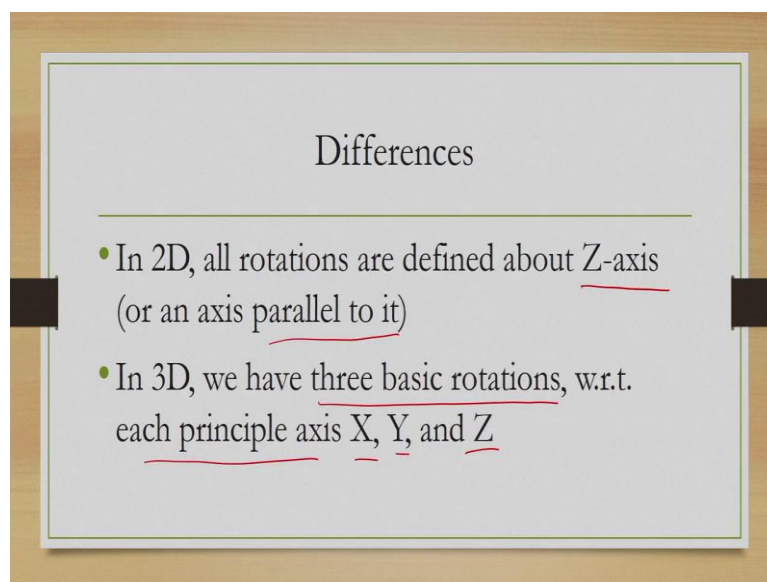 Differences
• In 2D, all rotations are defined about Z-axis
(or an axis parallel to it)
• In 3D, we have three basic rotations, w.r.t.
each principle axis X, Y, and Z